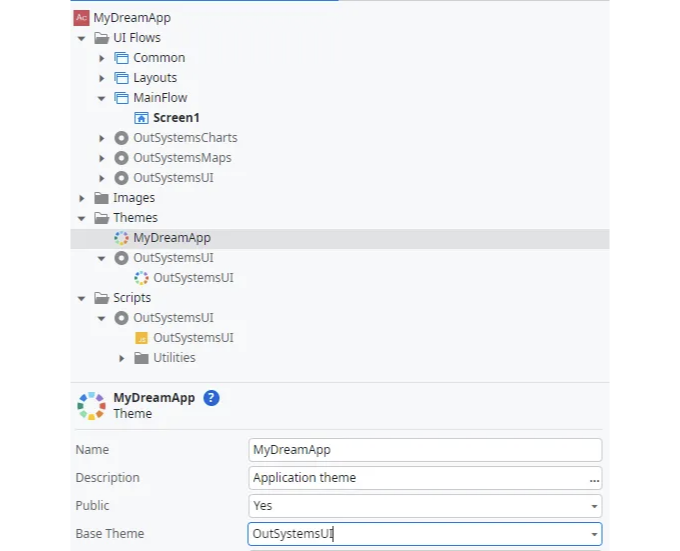 Ac MyDreamApp
UI Flows
Common
Layouts
MainFlow
Screen1
OutSystemsCharts
OutSystemsMaps
OutSystemsUI
Images
Themes
MyDreamApp
OutSystemsUI
OutSystemsUI
Scripts
OutSystemsUI
OutSystemsUI
Utilities
MyDreamApp ?
Theme
Name MyDreamApp
Description Application theme ...
Public Yes
Base Theme OutSystemsUI